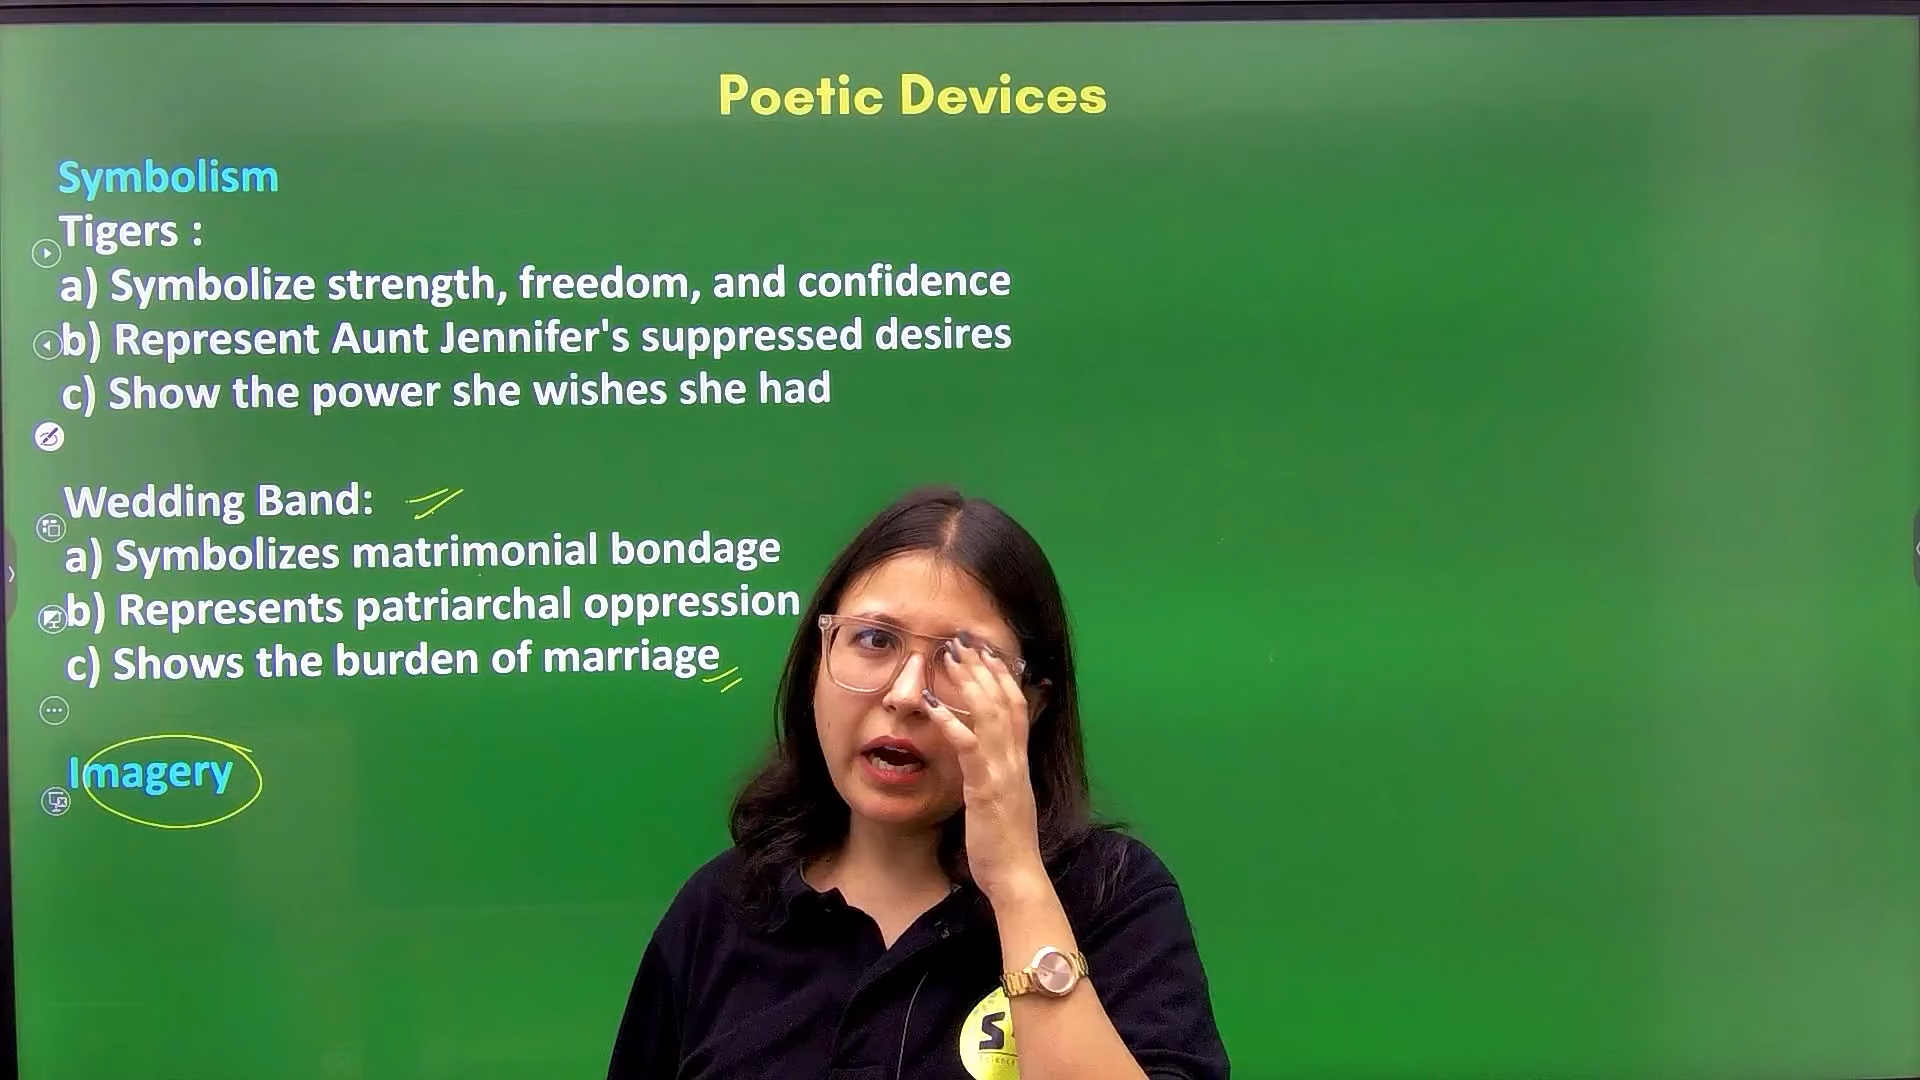 Poetic Devices
Symbolism
Tigers :
a) Symbolize strength, freedom, and confidence
b) Represent Aunt Jennifer's suppressed desires
c) Show the power she wishes she had
Wedding Band:
a) Symbolizes matrimonial bondage
b) Represents patriarchal oppression
c) Shows the burden of marriage
Imagery
S
Science